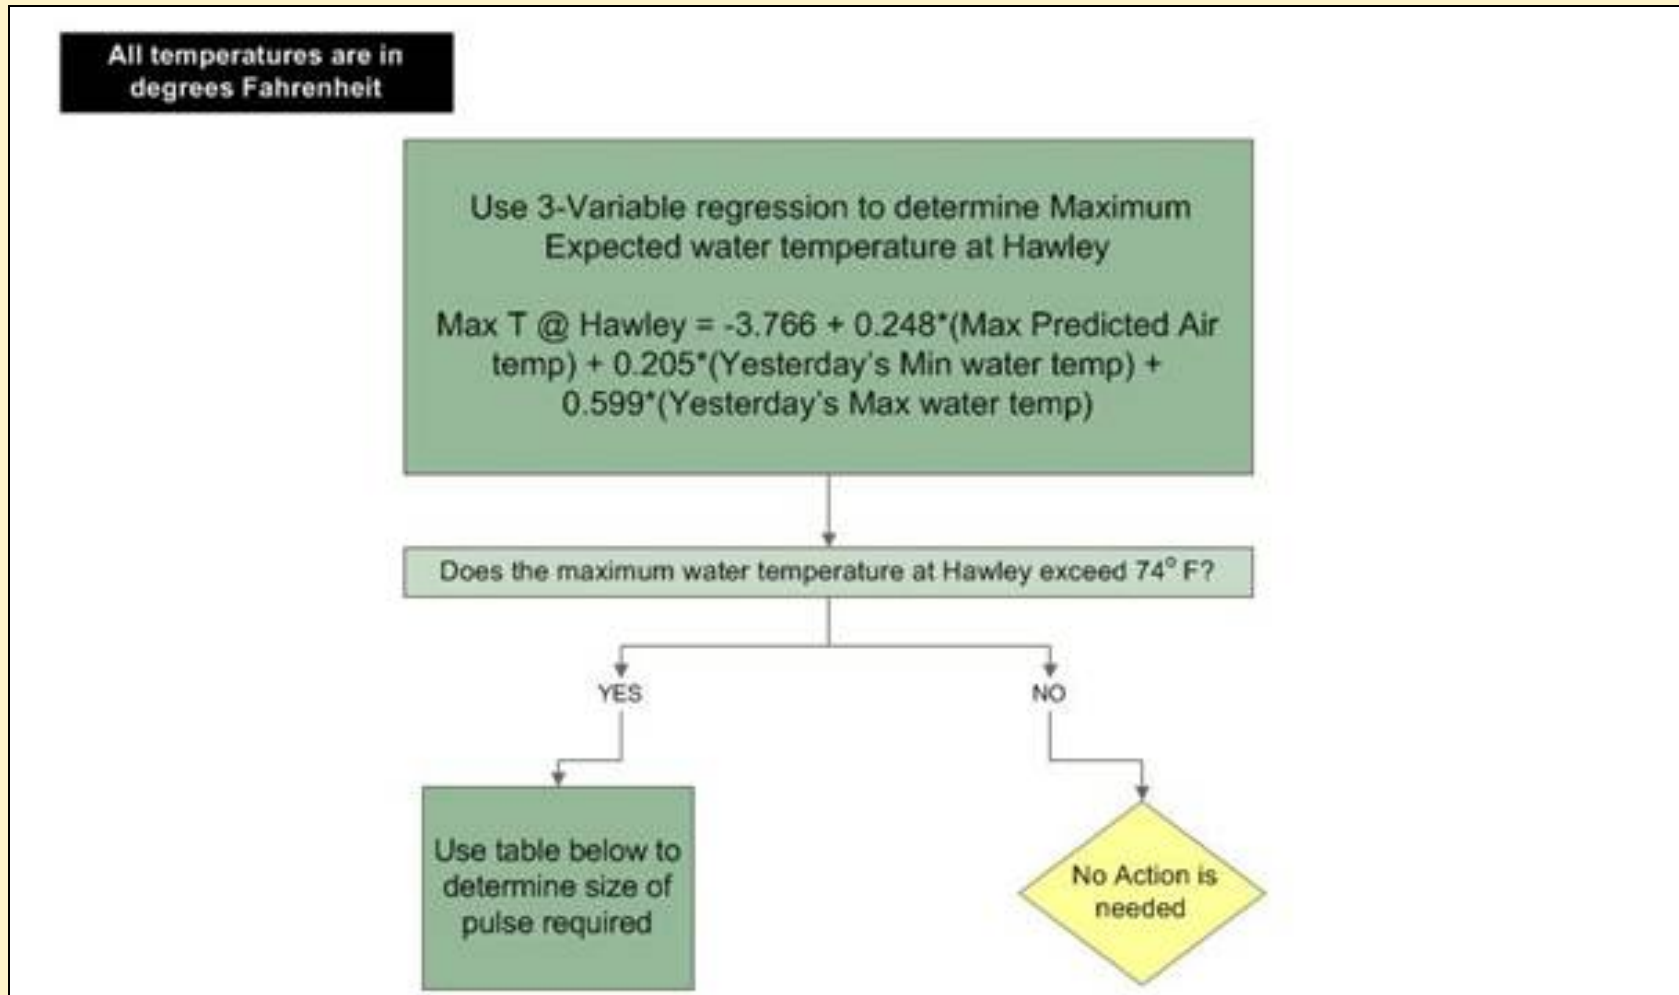 All temperatures are in
degrees Fahrenheit
Use 3-Variable regression to determine Maximum
Expected water temperature at Hawley
Max T @ Hawley = -3.766 + 0.248*(Max Predicted Air
temp) + 0.205*(Yesterday's Min water temp) +
0.599*(Yesterday's Max water temp)
Does the maximum water temperature at Hawley exceed 74° F?
YES
NO
Use table below to
determine size of
pulse required
No Action is
needed